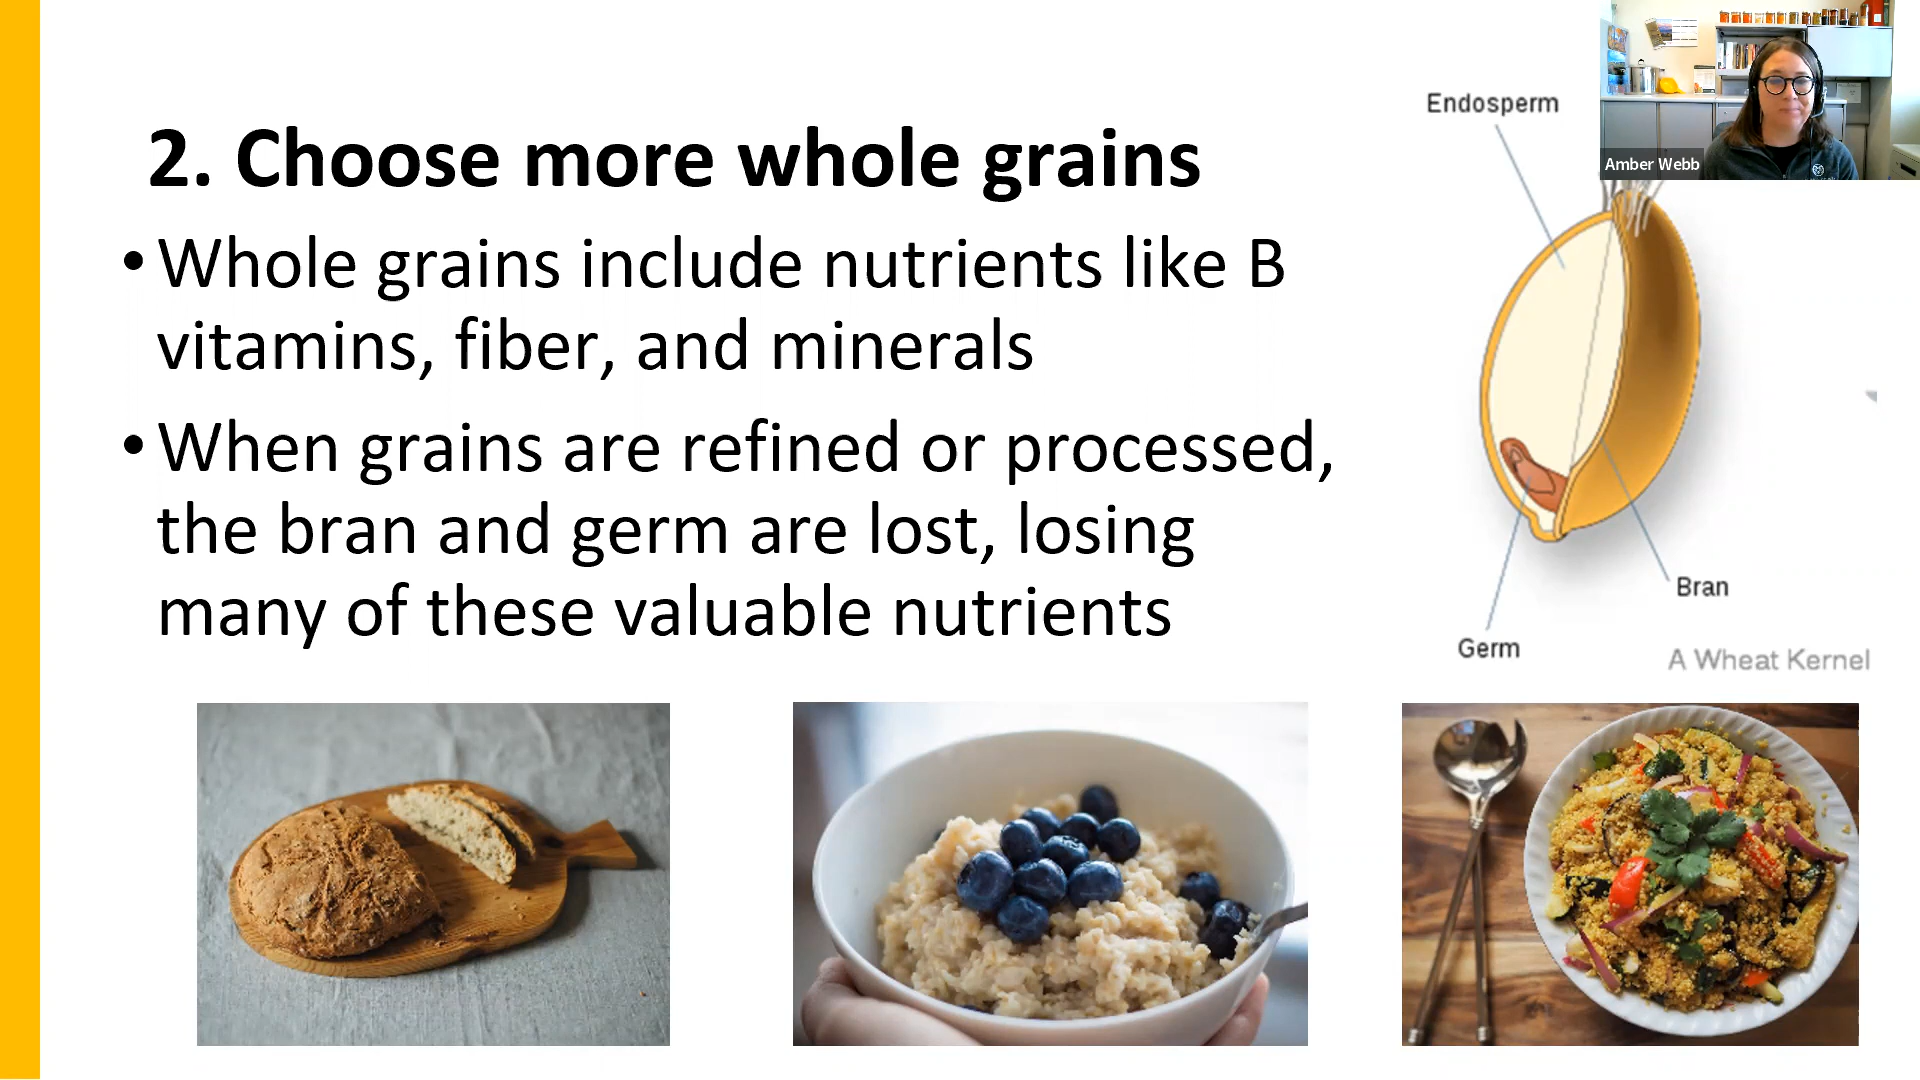 2. Choose more whole grains
• Whole grains include nutrients like B
vitamins, fiber, and minerals
• When grains are refined or processed,
the bran and germ are lost, losing
many of these valuable nutrients
Endosperm
Amber Webb
Bran
Germ
A Wheat Kernel